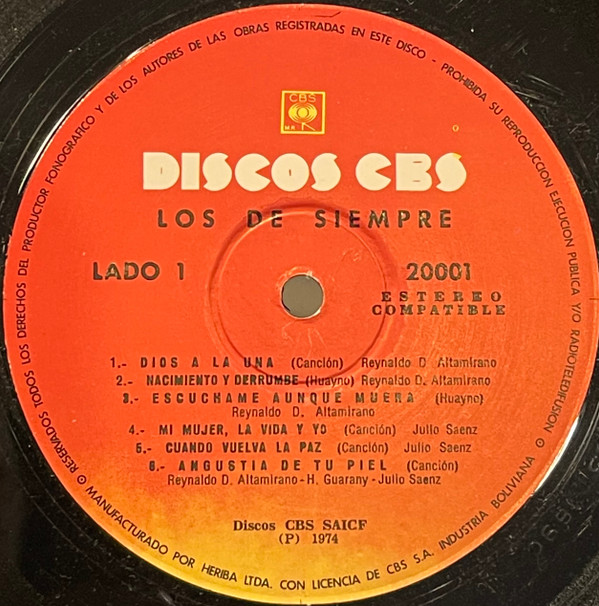 CBS
M.R.
DISCOS CBS
LOS DE SIEMPRE
LADO 1
20001
ESTEREO
COMPATIBLE
1.- DIOS A LA UNA (Canción) Reynaldo D. Altamirano
2.- NACIMIENTO Y DERRUMBE (Huayno) Reynaldo D. Altamirano
3.- ESCUCHAME AUNQUE MUERA (Huayno)
Reynaldo D. Altamirano
4.- MI MUJER, LA VIDA Y YO (Canción) Julio Saenz
5.- CUANDO VUELVA LA PAZ (Canción) Julio Saenz
6.- ANGUSTIA DE TU PIEL (Canción)
Reynaldo D. Altamirano - H. Guarany - Julio Saenz
Discos CBS SAICF
(P) 1974
RESERVADOS TODOS LOS DERECHOS DEL PRODUCTOR FONOGRAFICO Y DE LOS AUTORES DE LAS OBRAS REGISTRADAS EN ESTE DISCO - PROHIBIDA SU REPRODUCCION EJECUCION PUBLICA Y/O RADIOTELEDIFUSION
MANUFACTURADO POR HERIBA LTDA. CON LICENCIA DE CBS S.A. INDUSTRIA BOLIVIANA